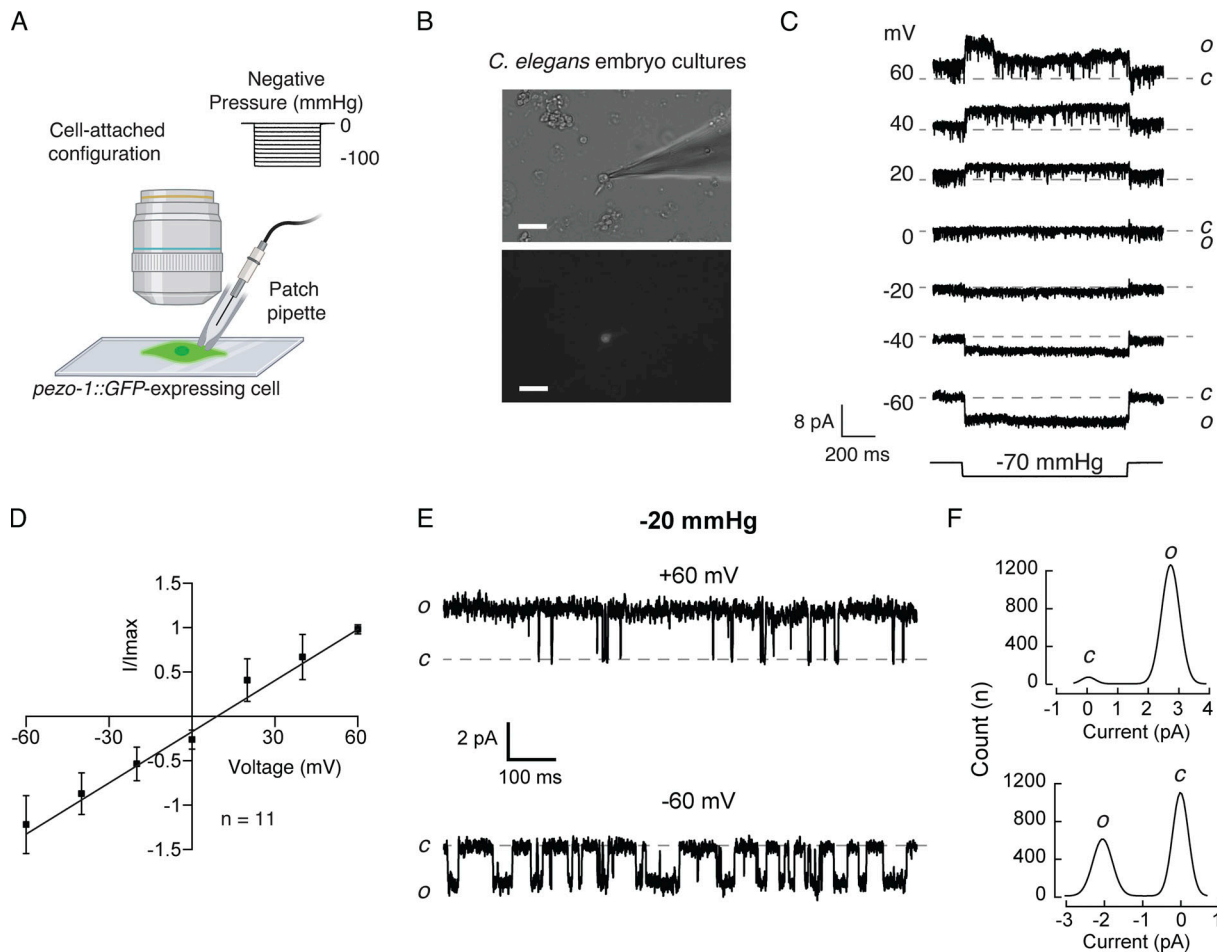 A
Negative
Pressure (mmHg)
0
-100
Cell-attached
configuration
Patch
pipette
pezo-1::GFP-expressing cell
B
C. elegans embryo cultures
C
mV
60
o
c
40
20
0
c
o
-20
-40
-60
c
o
8 pA
200 ms
-70 mmHg
D
I/Imax
1.5
1
0.5
-60
-30
30
60
-0.5
Voltage (mV)
-1
-1.5
n = 11
E
-20 mmHg
+60 mV
o
c
2 pA
100 ms
-60 mV
c
o
F
Count (n)
1200
800
400
0
c
o
-1
0
1
2
3
4
Current (pA)
1200
800
400
0
o
c
-3
-2
-1
0
1
Current (pA)